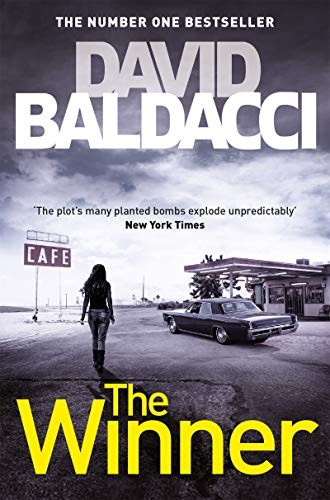 THE NUMBER ONE BESTSELLER
DAVID
BALDACCI
‘The plot’s many planted bombs explode unpredictably’
New York Times
CAFE
The
Winner